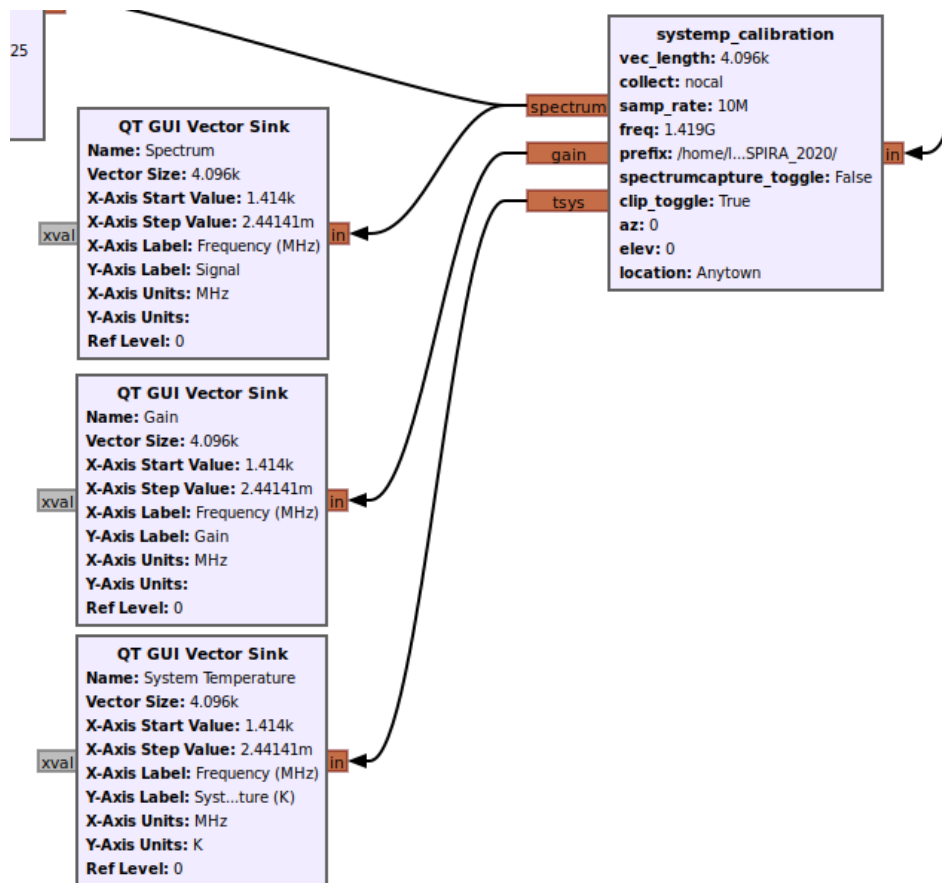 25
systemp_calibration
vec_length: 4.096k
collect: nocal
samp_rate: 10M
freq: 1.419G
prefix: /home/l...SPIRA_2020/
spectrumcapture_toggle: False
clip_toggle: True
az: 0
elev: 0
location: Anytown
spectrum
gain
tsys
in
QT GUI Vector Sink
Name: Spectrum
Vector Size: 4.096k
X-Axis Start Value: 1.414k
X-Axis Step Value: 2.44141m
X-Axis Label: Frequency (MHz)
Y-Axis Label: Signal
X-Axis Units: MHz
Y-Axis Units:
Ref Level: 0
xval
in
QT GUI Vector Sink
Name: Gain
Vector Size: 4.096k
X-Axis Start Value: 1.414k
X-Axis Step Value: 2.44141m
X-Axis Label: Frequency (MHz)
Y-Axis Label: Gain
X-Axis Units: MHz
Y-Axis Units:
Ref Level: 0
xval
in
QT GUI Vector Sink
Name: System Temperature
Vector Size: 4.096k
X-Axis Start Value: 1.414k
X-Axis Step Value: 2.44141m
X-Axis Label: Frequency (MHz)
Y-Axis Label: Syst...ture (K)
X-Axis Units: MHz
Y-Axis Units: K
Ref Level: 0
xval
in